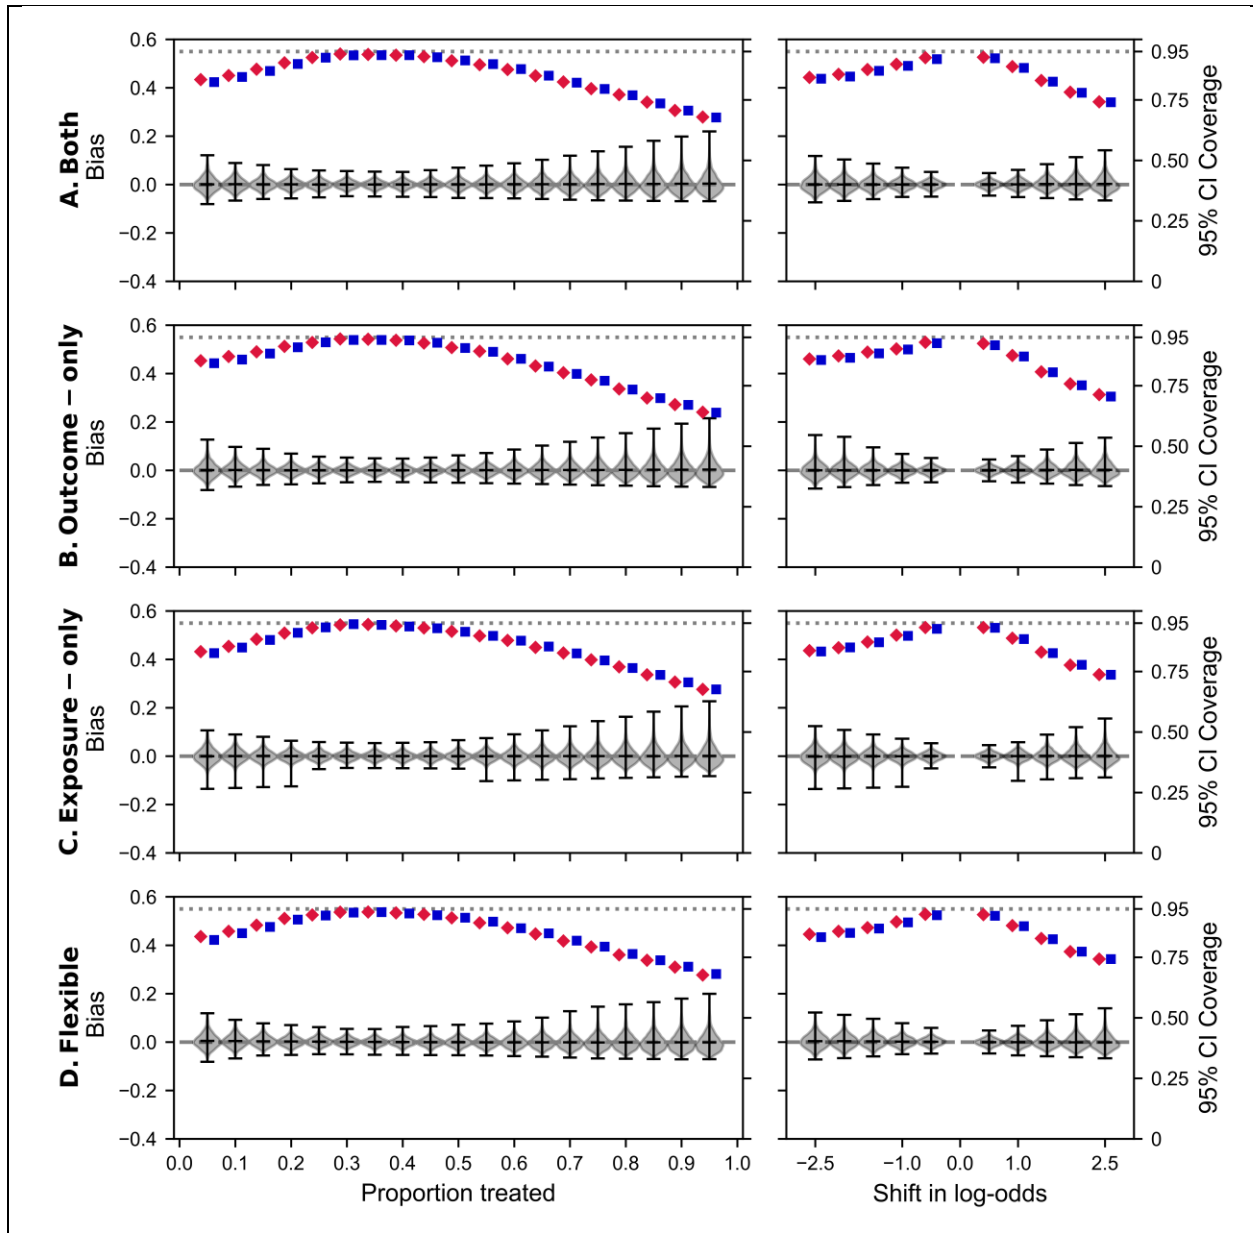 A. Both
Bias
0.6
0.4
0.2
0.0
−0.2
−0.4
0.95
0.75
0.50
0.25
0
95% CI Coverage
B. Outcome − only
Bias
0.6
0.4
0.2
0.0
−0.2
−0.4
0.95
0.75
0.50
0.25
0
95% CI Coverage
C. Exposure − only
Bias
0.6
0.4
0.2
0.0
−0.2
−0.4
0.95
0.75
0.50
0.25
0
95% CI Coverage
D. Flexible
Bias
0.6
0.4
0.2
0.0
−0.2
−0.4
0.95
0.75
0.50
0.25
0
95% CI Coverage
0.0 0.1 0.2 0.3 0.4 0.5 0.6 0.7 0.8 0.9 1.0
Proportion treated
−2.5 −1.0 0.0 1.0 2.5
Shift in log-odds